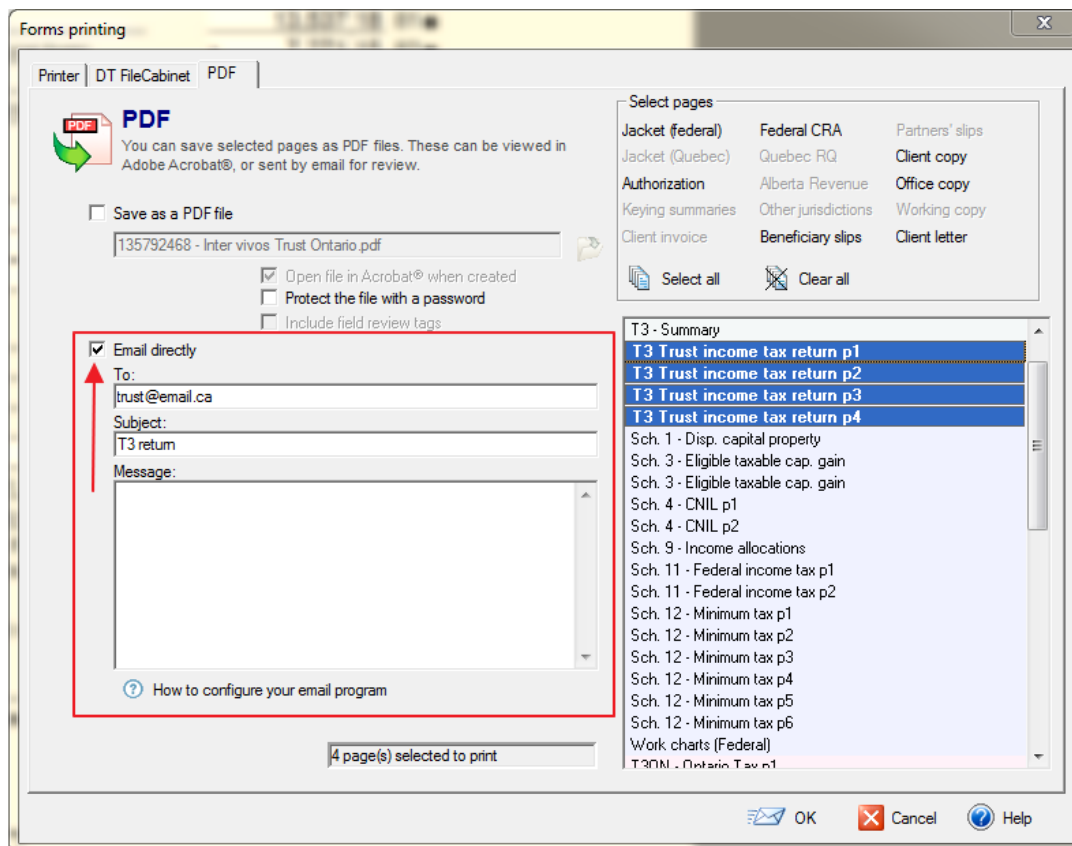 Forms printing
Printer
DT FileCabinet
PDF
PDF
PDF
You can save selected pages as PDF files. These can be viewed in
Adobe Acrobat®, or sent by email for review.
Save as a PDF file
135792468 - Inter vivos Trust Ontario.pdf
Open file in Acrobat® when created
Protect the file with a password
Include field review tags
Email directly
To:
trust@email.ca
Subject:
T3 return
Message:
How to configure your email program
4 page(s) selected to print
Select pages
Jacket (federal) Federal CRA Partners' slips
Jacket (Quebec) Quebec RQ Client copy
Authorization Alberta Revenue Office copy
Keying summaries Other jurisdictions Working copy
Client invoice Beneficiary slips Client letter
Select all Clear all
T3 - Summary
T3 Trust income tax return p1
T3 Trust income tax return p2
T3 Trust income tax return p3
T3 Trust income tax return p4
Sch. 1 - Disp. capital property
Sch. 3 - Eligible taxable cap. gain
Sch. 3 - Eligible taxable cap. gain
Sch. 4 - CNIL p1
Sch. 4 - CNIL p2
Sch. 9 - Income allocations
Sch. 11 - Federal income tax p1
Sch. 11 - Federal income tax p2
Sch. 12 - Minimum tax p1
Sch. 12 - Minimum tax p2
Sch. 12 - Minimum tax p3
Sch. 12 - Minimum tax p4
Sch. 12 - Minimum tax p5
Sch. 12 - Minimum tax p6
Work charts (Federal)
T3ON - Ontario Tax p1
OK Cancel Help